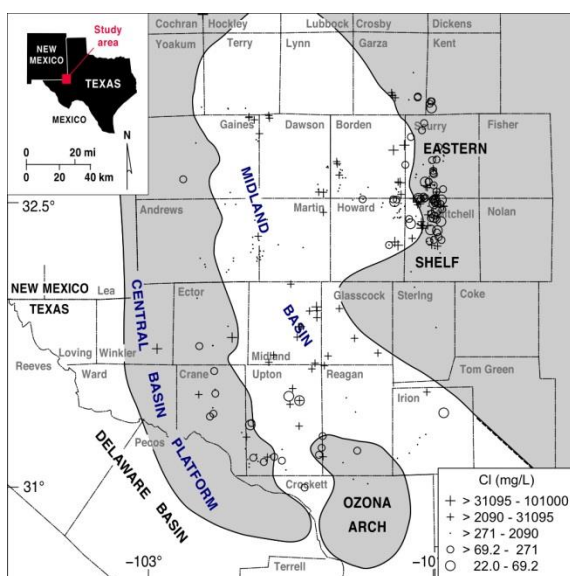 Cochran Hockley Lubbock Crosby Dickens
Yoakum Terry Lynn Garza Kent
NEW
MEXICO
Study
area
TEXAS
MEXICO
N
0 20 mi
0 20 40 km
Gaines Dawson Borden Scurry Fisher
EASTERN
32.5°
Andrews
MIDLAND
Martin Howard Mitchell Nolan
SHELF
NEW MEXICO
TEXAS
Lea
CENTRAL
Ector
BASIN
Glasscock Sterling Coke
Loving Winkler
Midland
Reeves
Ward
BASIN
Crane Upton Reagan
Tom Green
Irion
Pecos
PLATFORM
DELAWARE BASIN
31°
Crockett
OZONA
ARCH
Terrell
-103° -10
Cl (mg/L)
+ > 31095 - 101000
+ > 2090 - 31095
· > 271 - 2090
○ > 69.2 - 271
○ 22.0 - 69.2